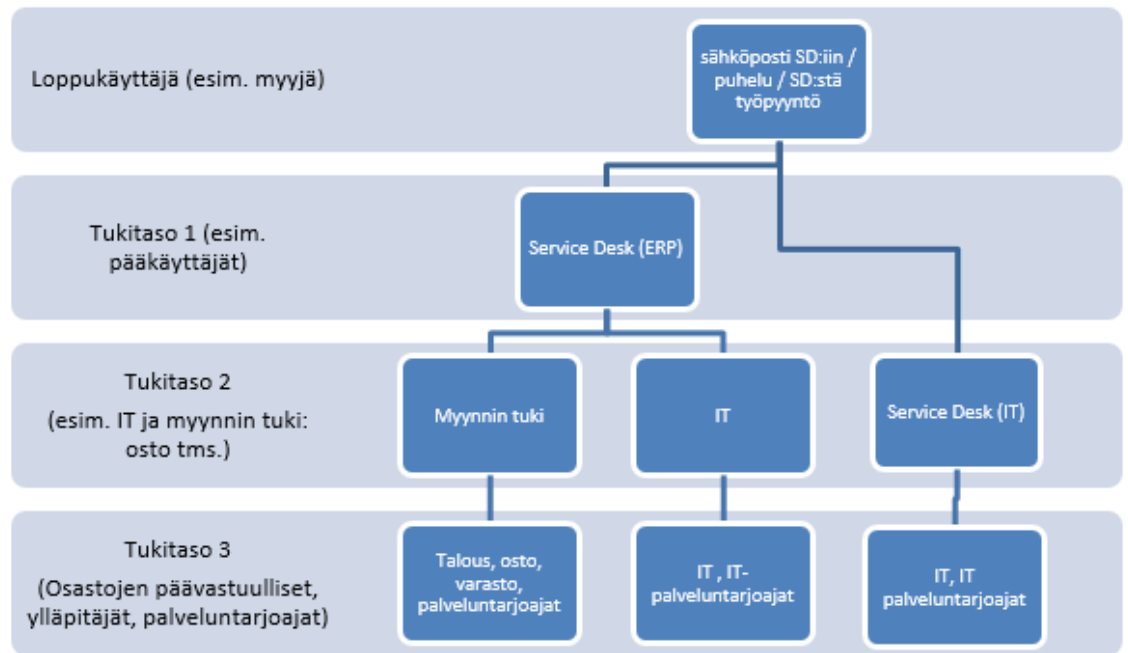 Loppukäyttäjä (esim. myyjä)
sähköposti SD:iin /
puhelu / SD:stä
työpyyntö
Tukitaso 1 (esim.
pääkäyttäjät)
Service Desk (ERP)
Tukitaso 2
(esim. IT ja myynnin tuki:
osto tms.)
Myynnin tuki
IT
Service Desk (IT)
Tukitaso 3
(Osastojen päävastuulliset,
ylläpitäjät, palveluntarjoajat)
Talous, osto,
varasto,
palveluntarjoajat
IT , IT-
palveluntarjoajat
IT, IT
palveluntarjoajat